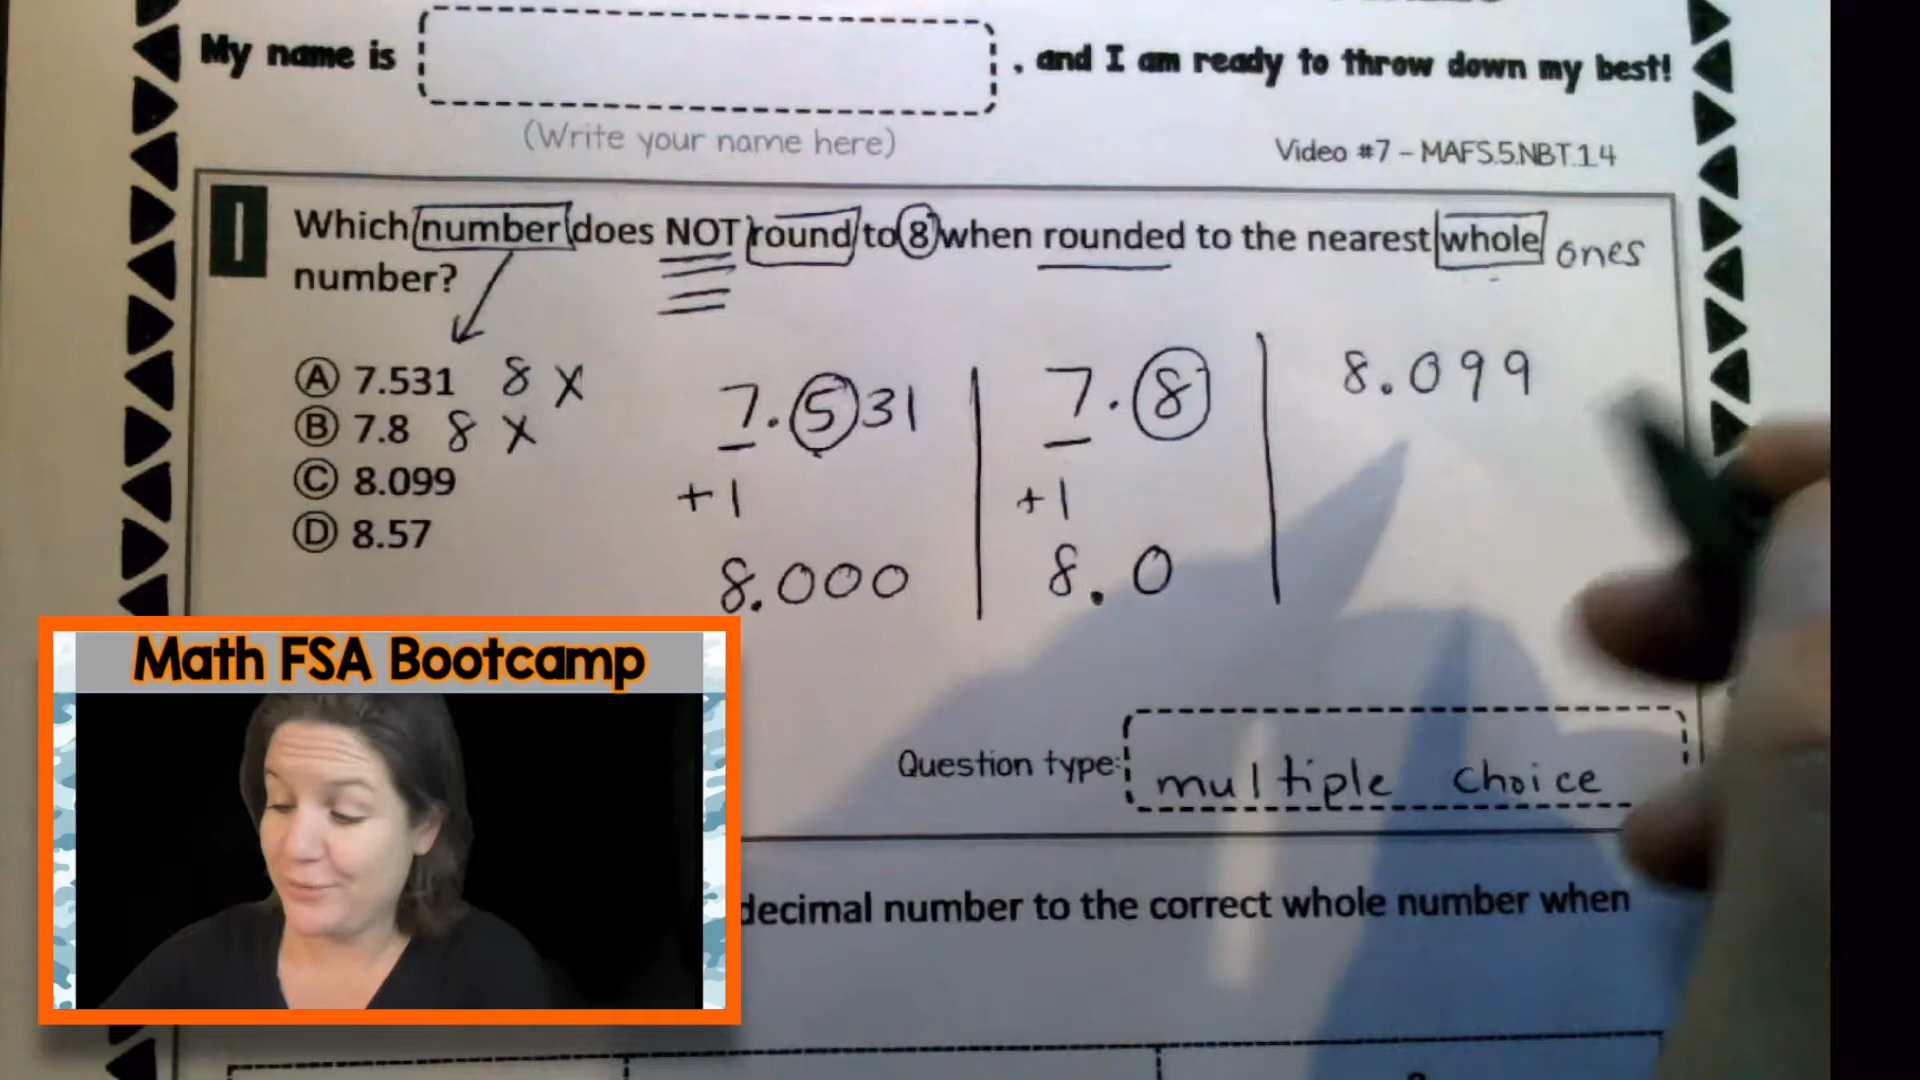 My name is , and I am ready to throw down my best!
(Write your name here)
Video #7 - MAFS.5.NBT.1.4
1 Which number does NOT round to 8 when rounded to the nearest whole ones
number?
A 7.531 8 X
B 7.8 8 X
C 8.099
D 8.57
7.531
+1
8.000
7.8
+1
8.0
8.099
Question type: multiple choice
Math FSA Bootcamp
decimal number to the correct whole number when